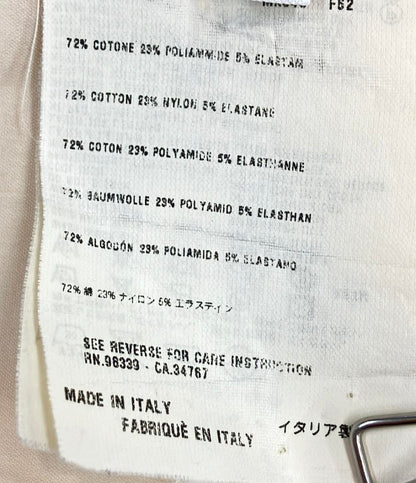 F52
72% COTONE 23% POLIAMMIDE 5% ELASTAM
72% COTTON 23% NYLON 5% ELASTANE
72% COTON 23% POLYAMIDE 5% ELASTHANNE
72% BAUMWOLLE 23% POLYAMID 5% ELASTHAN
72% ALGODÓN 23% POLIAMIDA 5% ELASTANO
72% 綿 23% ナイロン 5% エラスティン
SEE REVERSE FOR CARE INSTRUCTION
RN.96339 - CA.34767
MADE IN ITALY
FABRIQUÈ EN ITALY
イタリア製